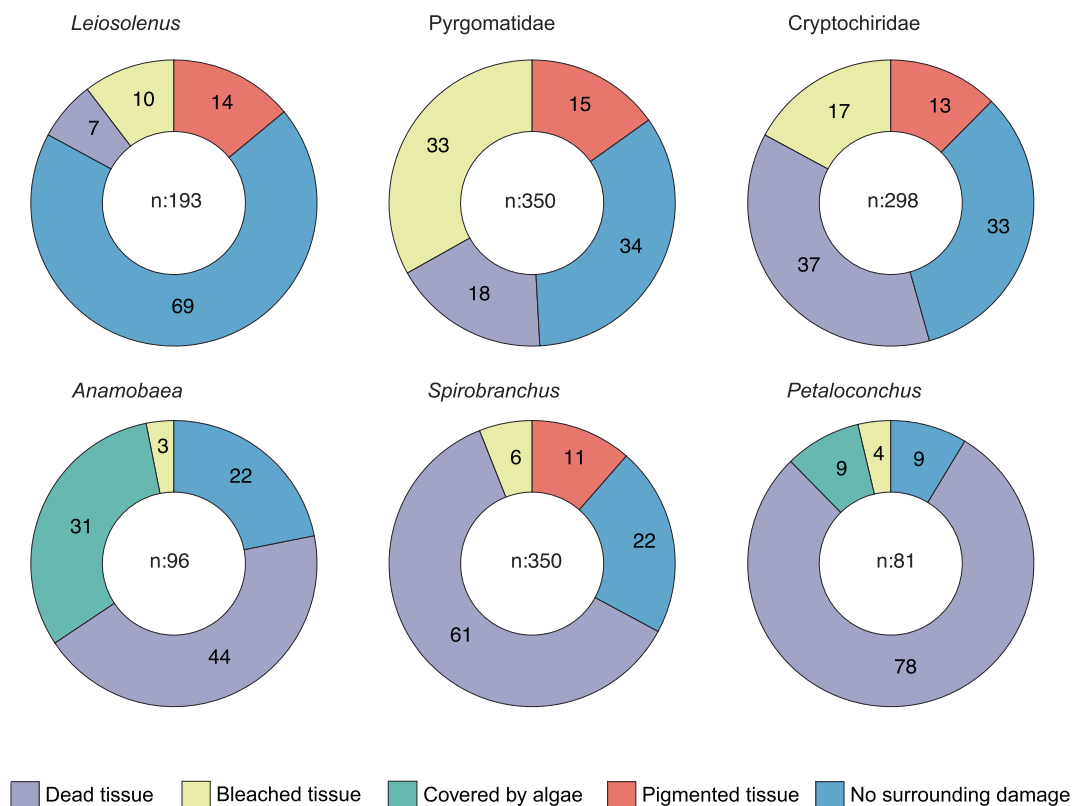 Leiosolenus Pyrgomatidae Cryptochiridae
10 14 7 n:193 69
33 15 n:350 34 18
17 13 n:298 33 37
Anamobaea Spirobranchus Petaloconchus
3 22 31 n:96 44
6 11 22 n:350 61
9 4 9 n:81 78
Dead tissue Bleached tissue Covered by algae Pigmented tissue No surrounding damage